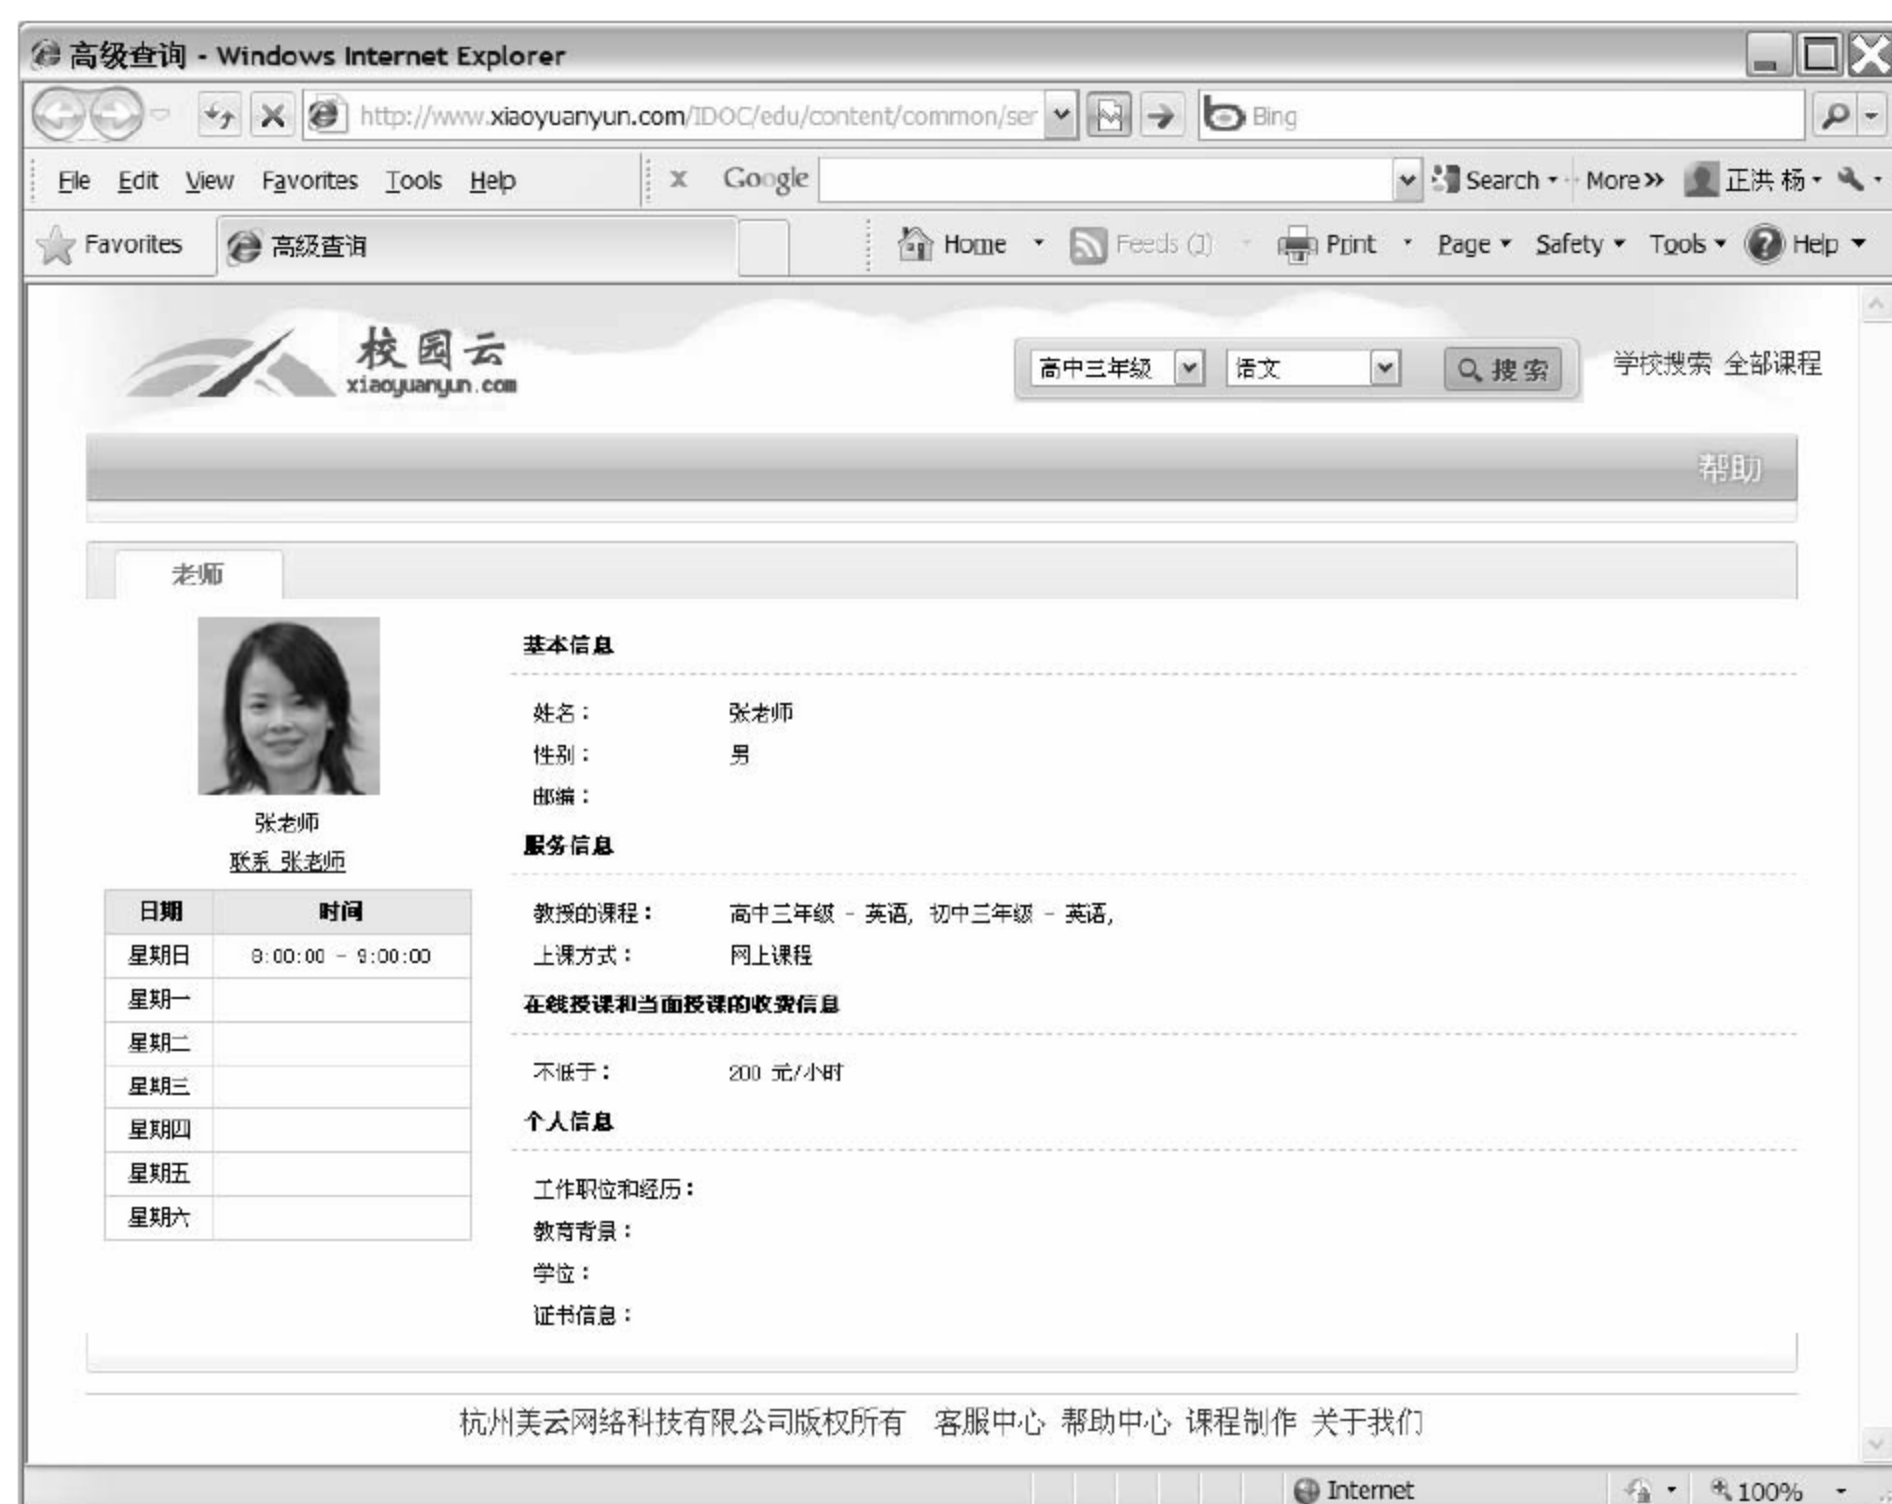 高级查询 - Windows Internet Explorer
http://www.xiaoyuanyun.com/IDOC/edu/content/common/ser
Bing
File Edit View Favorites Tools Help
x Google
Search More» 正洪 杨
Favorites 高级查询
Home Feeds (J) Print Page Safety Tools Help
校园云
xiaoyuanyun.com
高中三年级 语文 搜索 学校搜索 全部课程
帮助
老师
张老师
联系 张老师
日期 时间
星期日 8:00:00 - 9:00:00
星期一
星期二
星期三
星期四
星期五
星期六
基本信息
姓名： 张老师
性别： 男
邮编：
服务信息
教授的课程： 高中三年级 - 英语, 初中三年级 - 英语,
上课方式： 网上课程
在线授课和当面授课的收费信息
不低于： 200 元/小时
个人信息
工作职位和经历：
教育背景：
学位：
证书信息：
杭州美云网络科技有限公司版权所有 客服中心 帮助中心 课程制作 关于我们
Internet 100%